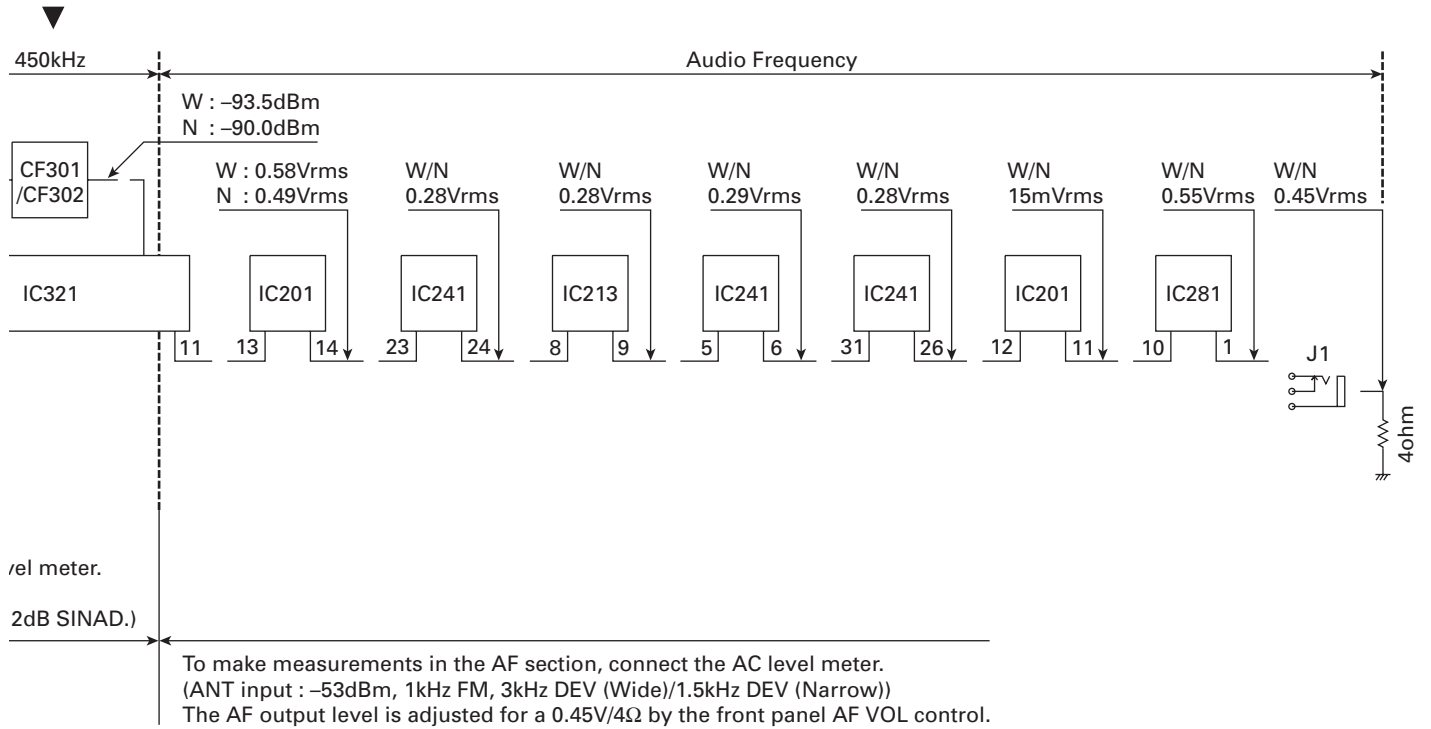 450kHz
Audio Frequency
W : –93.5dBm
N : –90.0dBm
CF301
/CF302
W : 0.58Vrms
N : 0.49Vrms
W/N
0.28Vrms
W/N
0.28Vrms
W/N
0.29Vrms
W/N
0.28Vrms
W/N
15mVrms
W/N
0.55Vrms
W/N
0.45Vrms
IC321
IC201
IC241
IC213
IC241
IC241
IC201
IC281
11
13
14
23
24
8
9
5
6
31
26
12
11
10
1
J1
4ohm
vel meter.
2dB SINAD.)
To make measurements in the AF section, connect the AC level meter.
(ANT input : –53dBm, 1kHz FM, 3kHz DEV (Wide)/1.5kHz DEV (Narrow))
The AF output level is adjusted for a 0.45V/4Ω by the front panel AF VOL control.